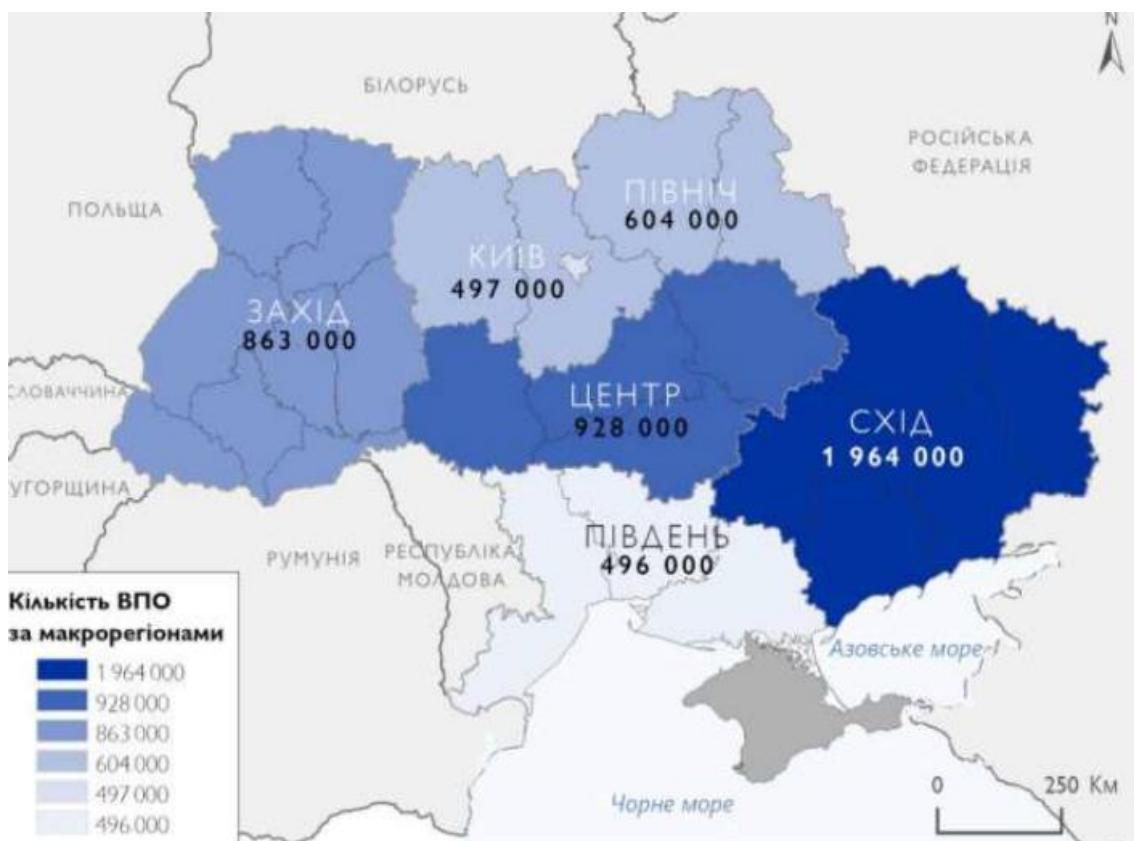 N
БІЛОРУСЬ
РОСІЙСЬКА
ФЕДЕРАЦІЯ
ПОЛЬЩА
ПІВНІЧ
604 000
КИЇВ
497 000
ЗАХІД
863 000
ЦЕНТР
928 000
СХІД
1 964 000
СЛОВАЧЧИНА
УГОРЩИНА
ПІВДЕНЬ
496 000
РУМУНІЯ
РЕСПУБЛІКА
МОЛДОВА
Кількість ВПО
за макрорегіонами
1 964 000
928 000
863 000
604 000
497 000
496 000
Азовське море
Чорне море
0 250 Км